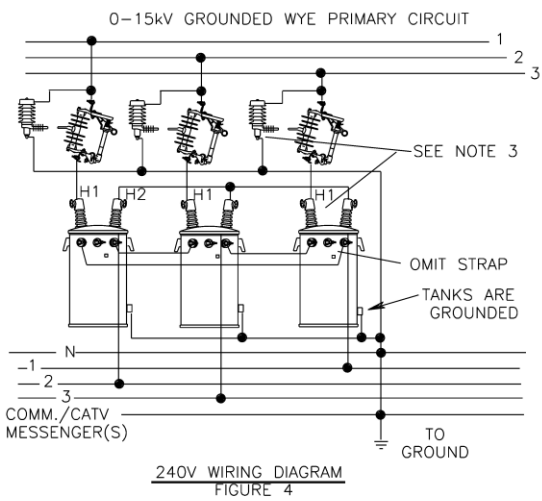 0-15kV GROUNDED WYE PRIMARY CIRCUIT
1
2
3
SEE NOTE 3
H1 H2 H1 H1
OMIT STRAP
TANKS ARE
GROUNDED
N
1
2
3
COMM./CATV
MESSENGER(S)
TO
GROUND
240V WIRING DIAGRAM
FIGURE 4